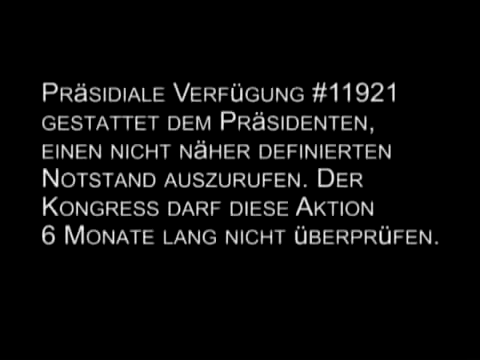 Präsidiale Verfügung #11921
gestattet dem Präsidenten,
einen nicht näher definierten
Notstand auszurufen. Der
Kongress darf diese Aktion
6 Monate lang nicht überprüfen.